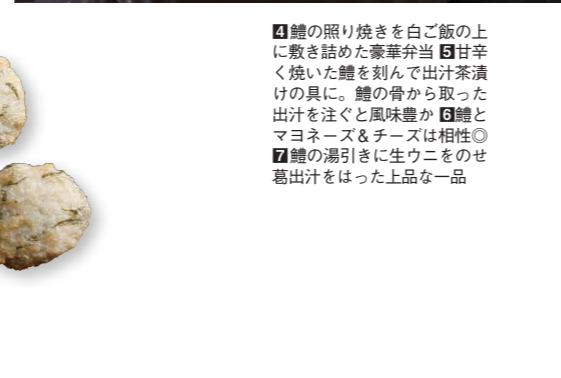 4鱧の照り焼きを白ご飯の上
に敷き詰めた豪華弁当 5甘辛
く焼いた鱧を刻んで出汁茶漬
けの具に。鱧の骨から取った
出汁を注ぐと風味豊か 6鱧と
マヨネーズ&チーズは相性◎
7鱧の湯引きに生ウニをのせ
葛出汁をはった上品な一品